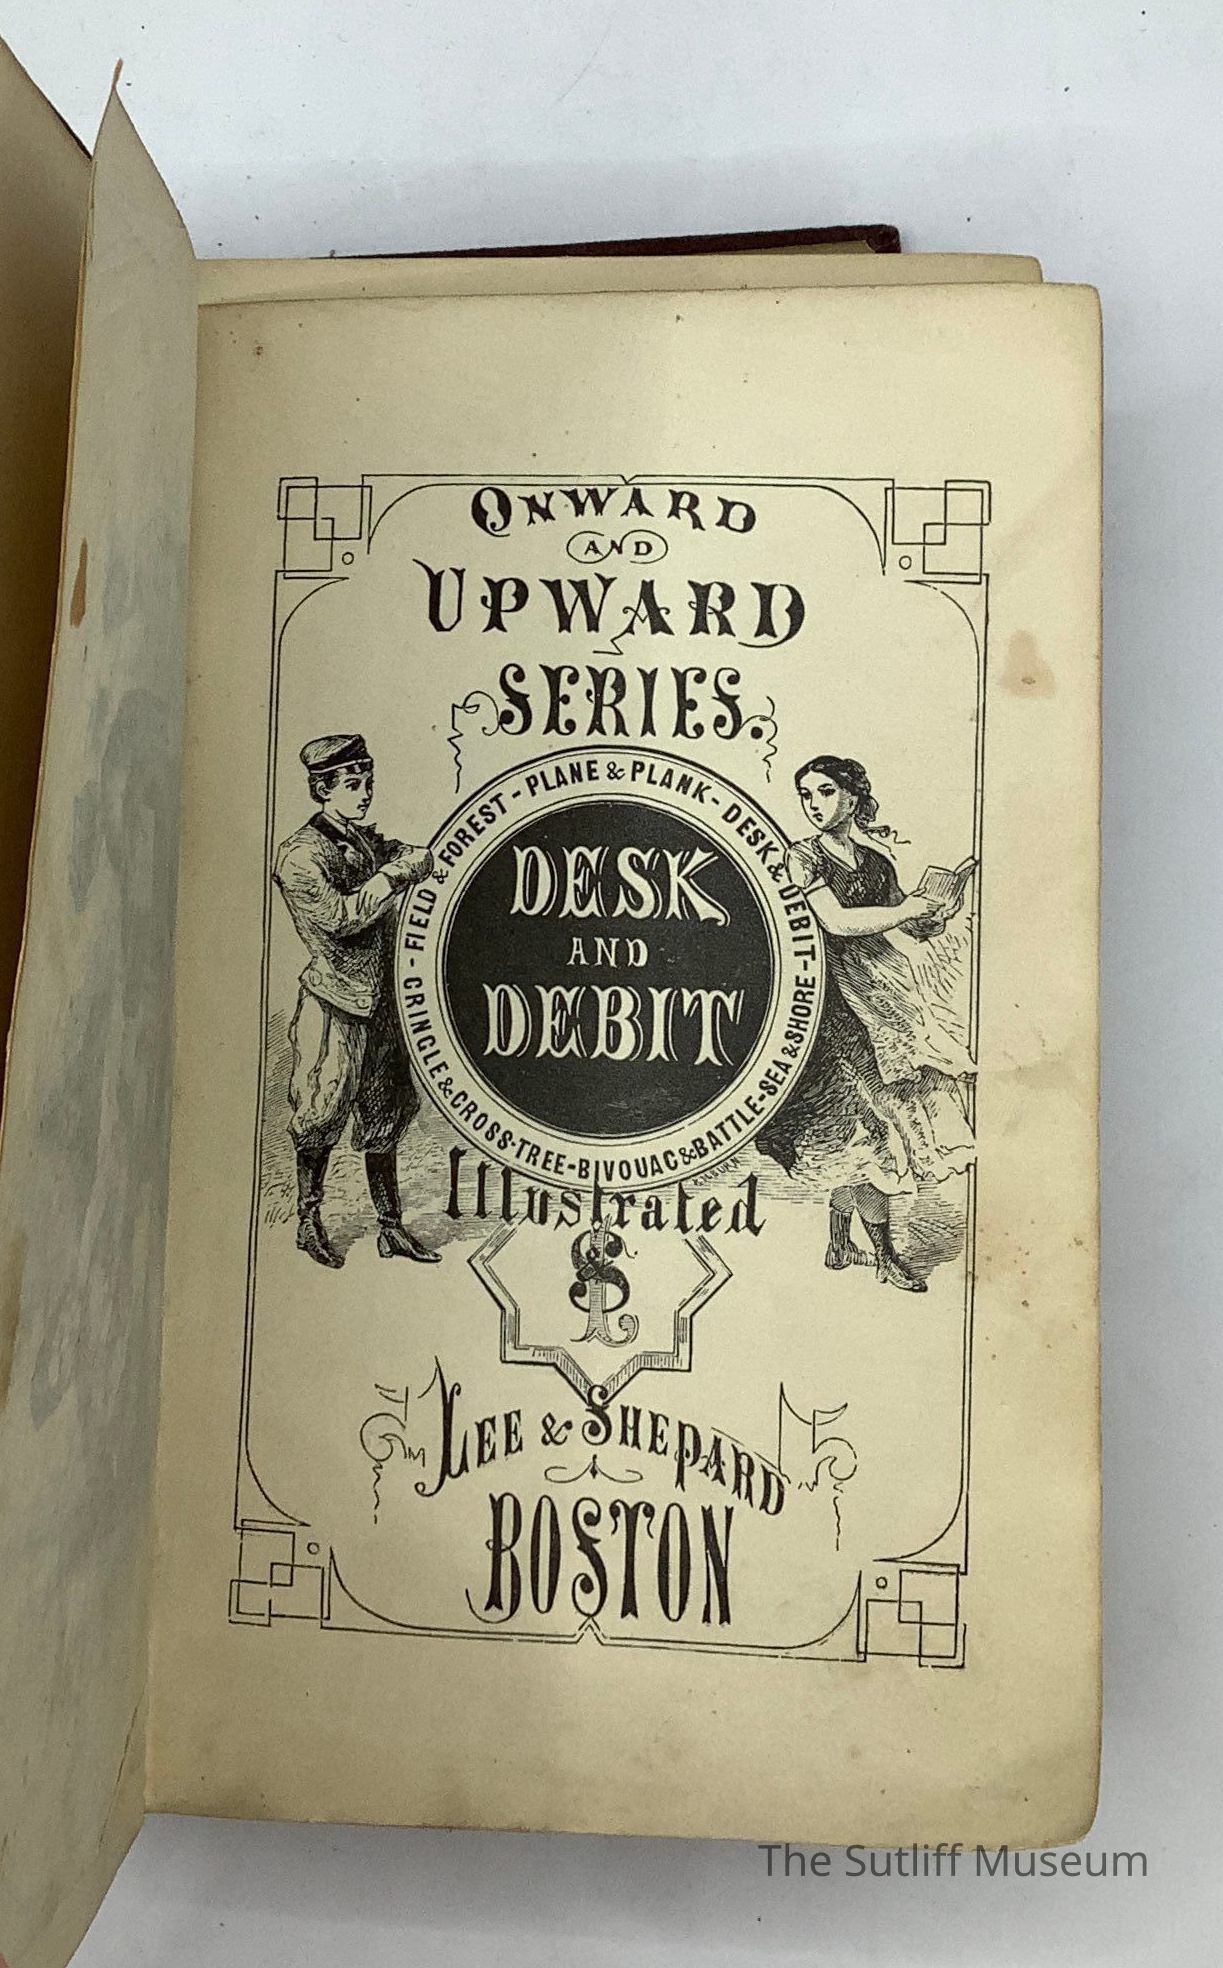 ONWARD
AND
UPWARD
SERIES.
FIELD & FOREST - PLANE & PLANK - DESK & DEBIT - SEA & SHORE - BIVOUAC & BATTLE - CRINGLE & CROSS-TREE -
DESK
AND
DEBIT
KILBURN
Illustrated
L&S
LEE & SHEPARD
BOSTON
The Sutliff Museum